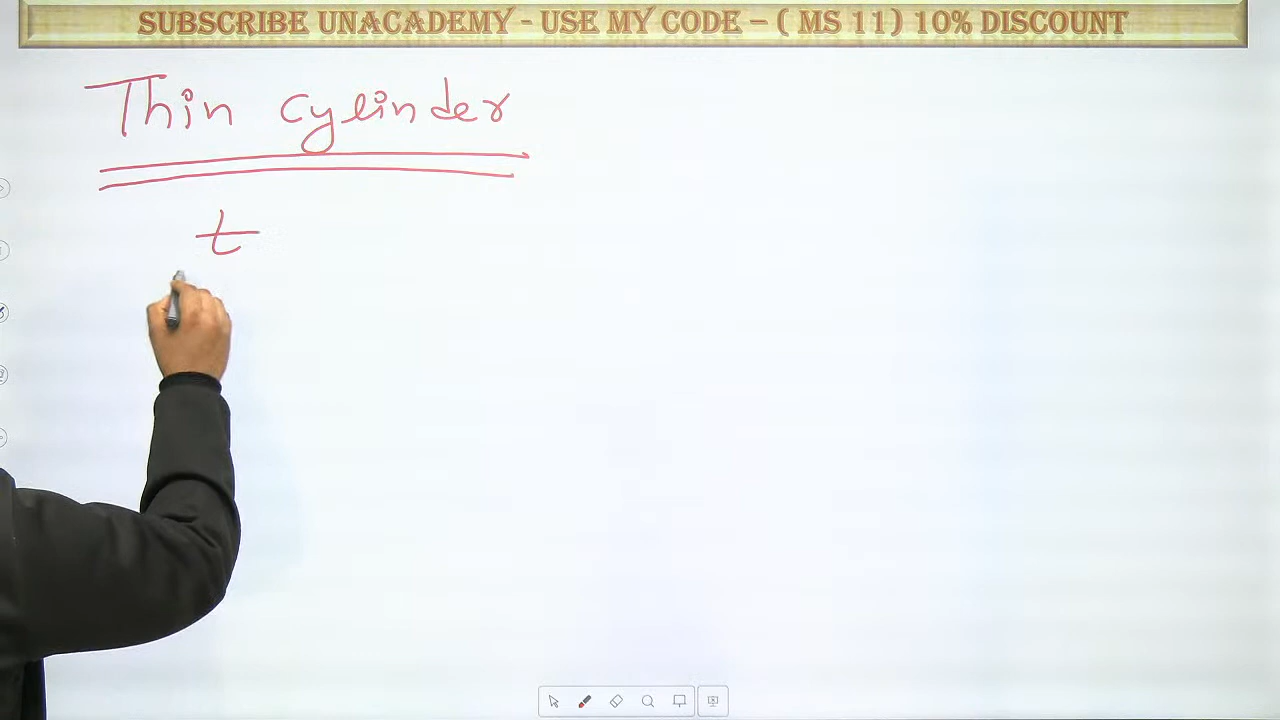 SUBSCRIBE UNACADEMY - USE MY CODE – ( MS 11) 10% DISCOUNT
Thin cylinder
t